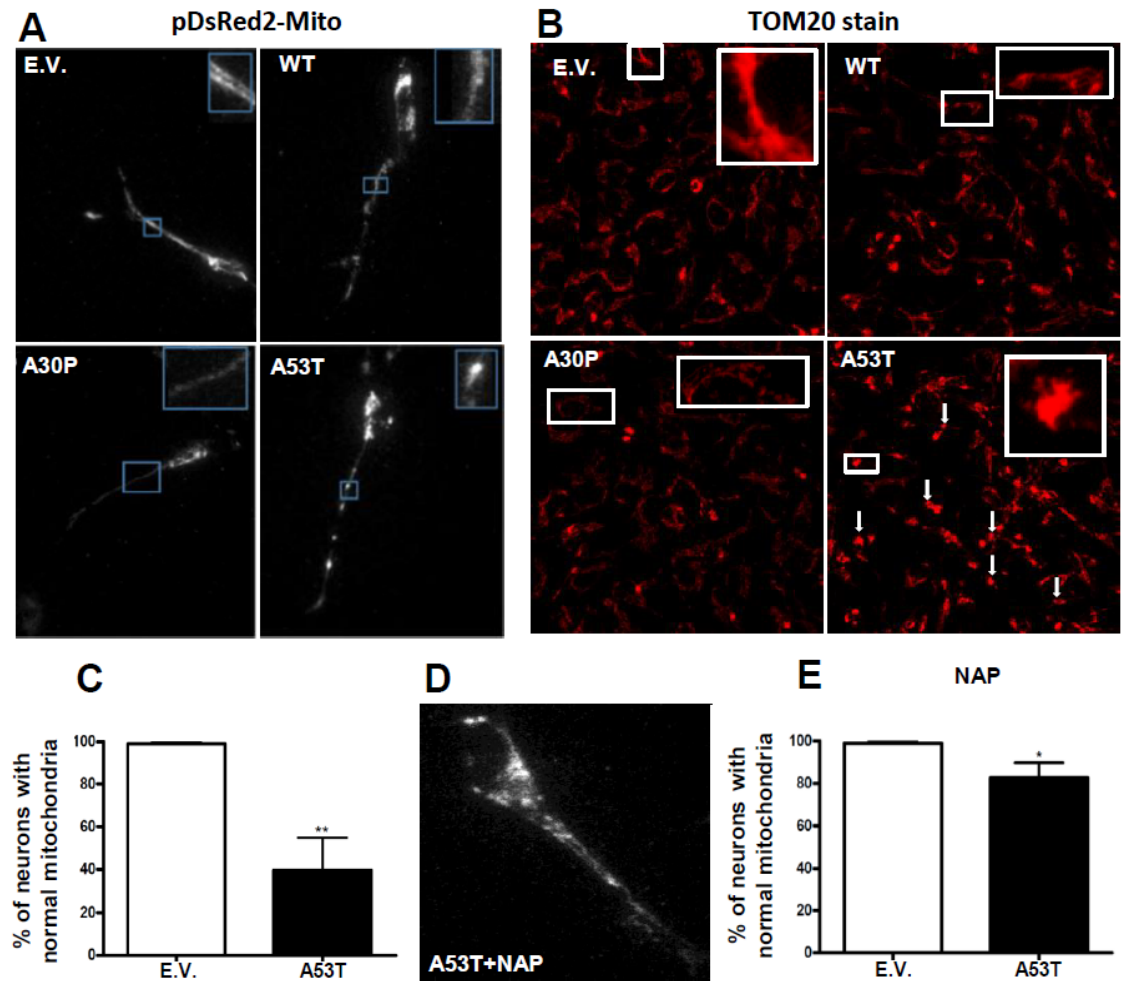 A
pDsRed2-Mito
E.V.
WT
A30P
A53T
B
TOM20 stain
E.V.
WT
A30P
A53T
C
% of neurons with
normal mitochondria
100
80
60
40
20
0
**
E.V.
A53T
D
A53T+NAP
E
NAP
% of neurons with
normal mitochondria
100
80
60
40
20
0
*
E.V.
A53T